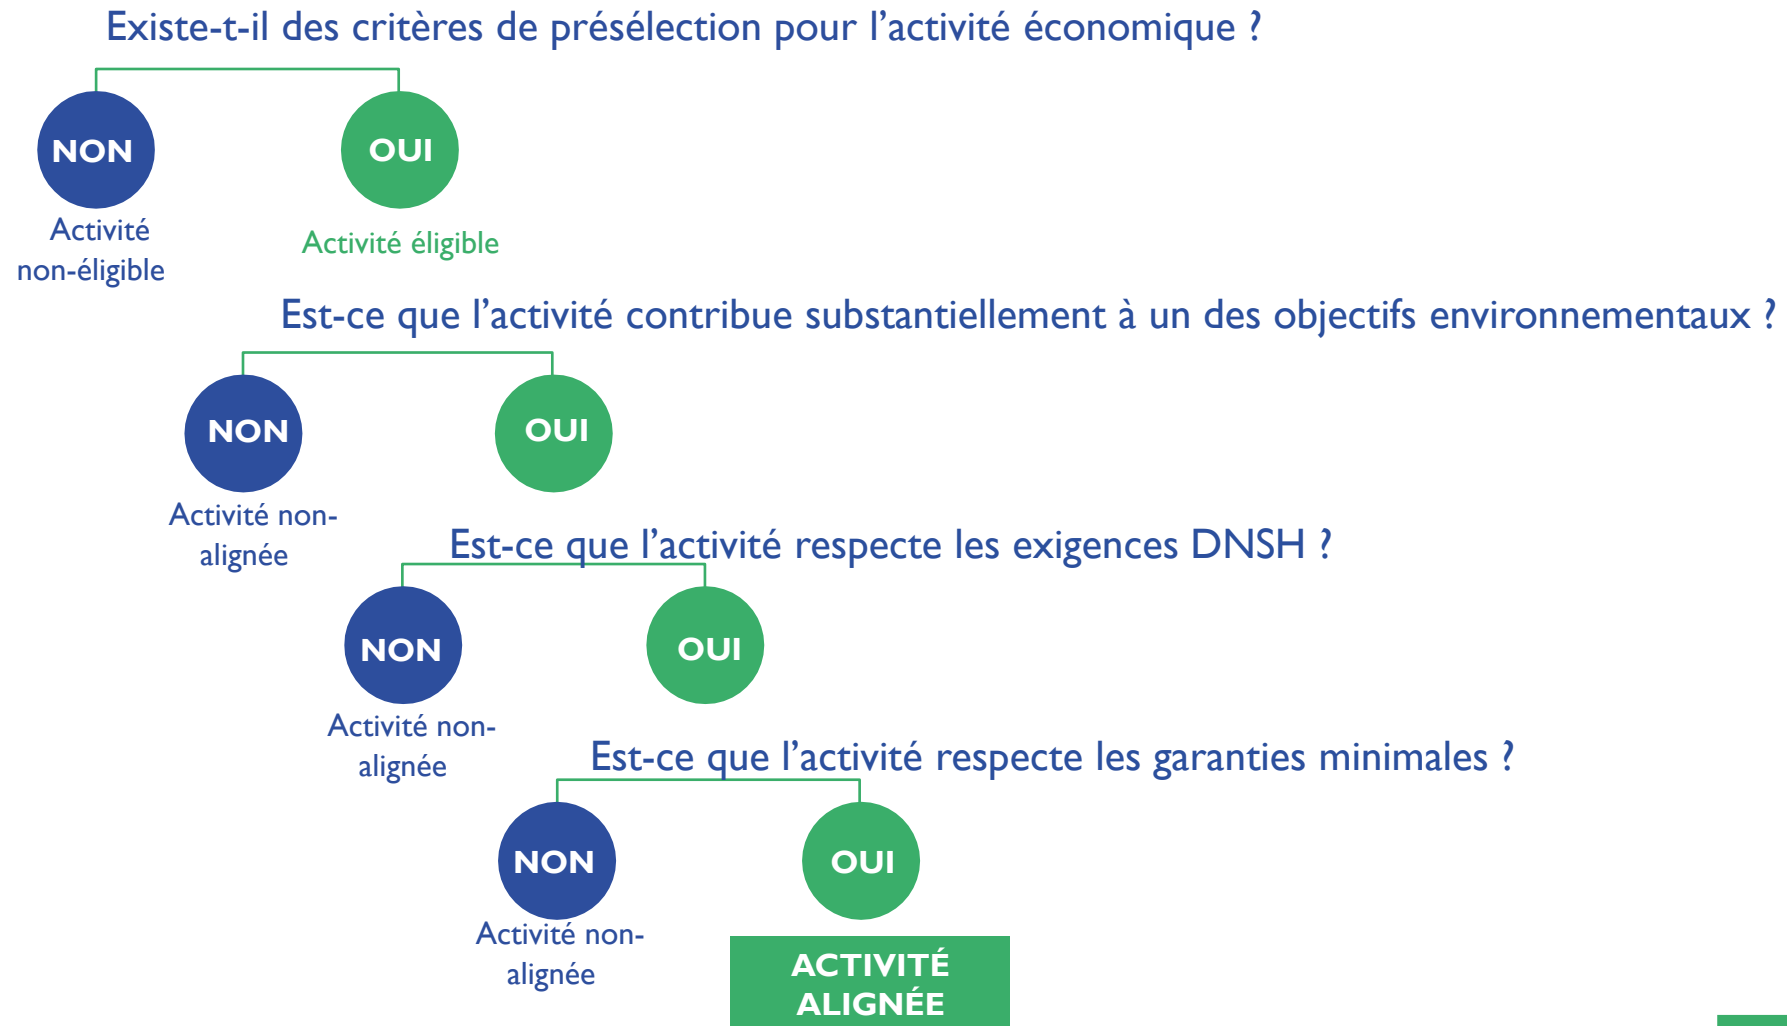 Existe-t-il des critères de présélection pour l’activité économique ?
NON
OUI
Activité
non-éligible
Activité éligible
Est-ce que l’activité contribue substantiellement à un des objectifs environnementaux ?
NON
OUI
Activité non-
alignée
Est-ce que l’activité respecte les exigences DNSH ?
NON
OUI
Activité non-
alignée
Est-ce que l’activité respecte les garanties minimales ?
NON
OUI
Activité non-
alignée
ACTIVITÉ
ALIGNÉE